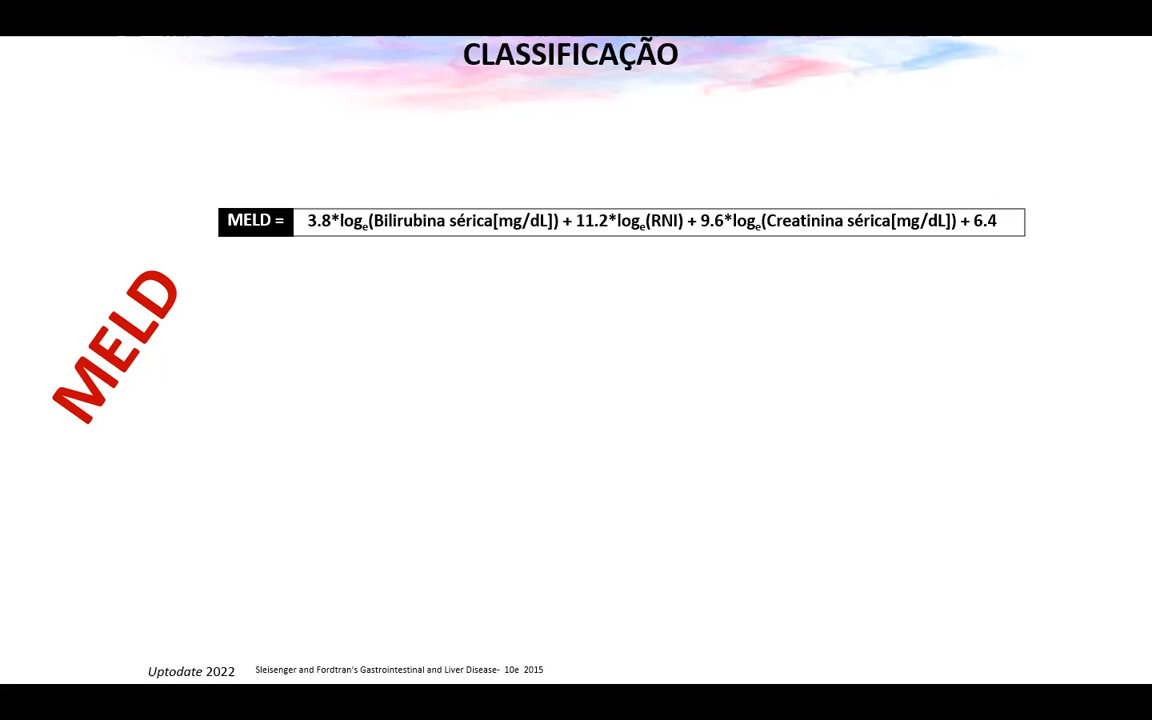 CLASSIFICAÇÃO
MELD = 3.8*logₑ(Bilirubina sérica[mg/dL]) + 11.2*logₑ(RNI) + 9.6*logₑ(Creatinina sérica[mg/dL]) + 6.4
MELD
Uptodate 2022 Sleisenger and Fordtran's Gastrointestinal and Liver Disease- 10e 2015